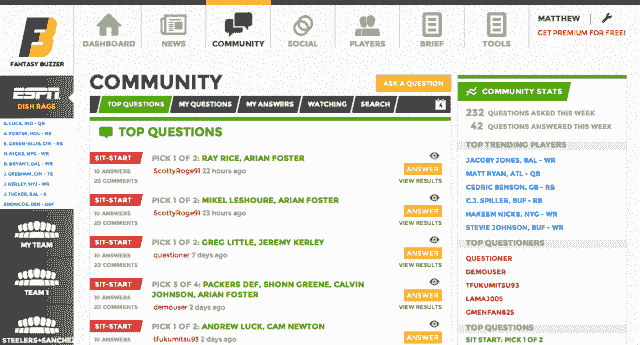 FANTASY BUZZER
DASHBOARD
NEWS
COMMUNITY
SOCIAL
PLAYERS
BRIEF
TOOLS
MATTHEW
GET PREMIUM FOR FREE!
ESPN
DISH RAGE
A. LUCK, IND - QB
A. FOSTER, HOU - RB
B. GREEN-ELLIS, CIN - RB
H. NICKS, NYG - WR
D. BRYANT, DAL - WR
J. GRESHAM, CIN - TE
J. KERLEY, NYJ - WR
J. TUCKER, BAL - K
BRONCOS, DEN - DEF
MY TEAM
TEAM 1
STEELERS+SANCHEZ
COMMUNITY
ASK A QUESTION
TOP QUESTIONS
MY QUESTIONS
MY ANSWERS
WATCHING
SEARCH
TOP QUESTIONS
SIT-START
PICK 1 OF 2: RAY RICE, ARIAN FOSTER
10 ANSWERS
ScottyRoge91 22 hours ago
ANSWER
20 COMMENTS
VIEW RESULTS
SIT-START
PICK 1 OF 2: MIKEL LESHOURE, ARIAN FOSTER
10 ANSWERS
ScottyRoge91 23 hours ago
ANSWER
20 COMMENTS
VIEW RESULTS
SIT-START
PICK 1 OF 2: GREG LITTLE, JEREMY KERLEY
10 ANSWERS
questioner 7 days ago
ANSWER
20 COMMENTS
VIEW RESULTS
SIT-START
PICK 3 OF 4: PACKERS DEF, SHONN GREENE, CALVIN
JOHNSON, ARIAN FOSTER
10 ANSWERS
20 COMMENTS
demouser 2 days ago
ANSWER
VIEW RESULTS
SIT-START
PICK 1 OF 2: ANDREW LUCK, CAM NEWTON
10 ANSWERS
tfukumitsu93 2 days ago
ANSWER
COMMUNITY STATS
232 QUESTIONS ASKED THIS WEEK
42 QUESTIONS ANSWERED THIS WEEK
TOP TRENDING PLAYERS
JACOBY JONES, BAL - WR
MATT RYAN, ATL - QB
CEDRIC BENSON, GB - RB
C.J. SPILLER, BUF - RB
HAKEEM NICKS, NYG - WR
STEVIE JOHNSON, BUF - WR
TOP QUESTIONERS
QUESTIONER
DEMOUSER
TFUKUMITSU93
LAMAJ005
GMENFAN625
TOP QUESTIONS
SIT START: PICK 1 OF 2